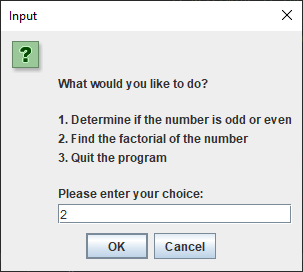 Input
What would you like to do?
1. Determine if the number is odd or even
2. Find the factorial of the number
3. Quit the program
Please enter your choice:
2
OK Cancel